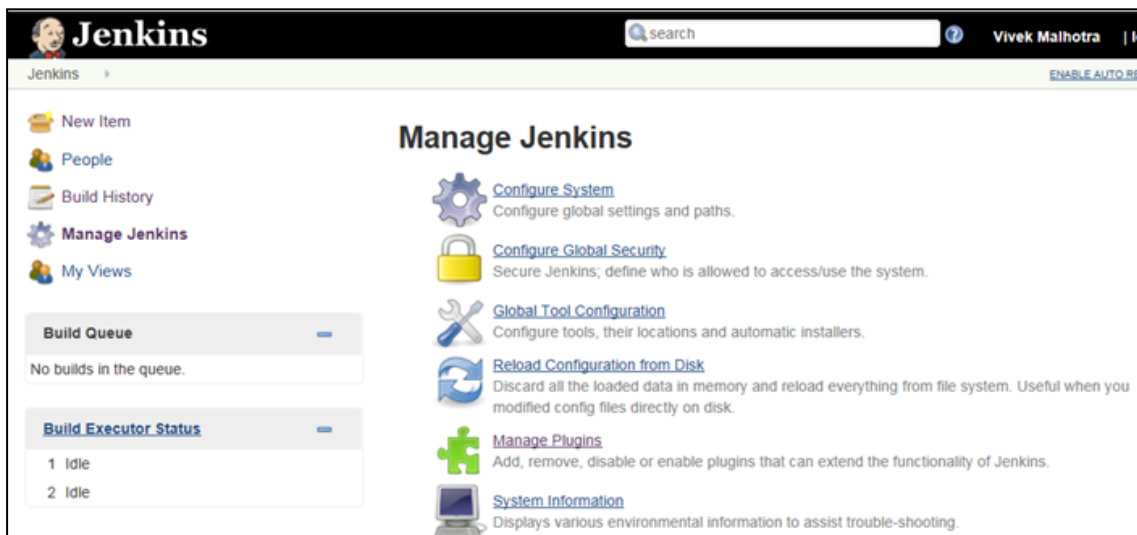 Jenkins
search
Vivek Malhotra
Jenkins
ENABLE AUTO RE
New Item
People
Build History
Manage Jenkins
My Views
Build Queue
No builds in the queue.
Build Executor Status
1 Idle
2 Idle
Manage Jenkins
Configure System
Configure global settings and paths.
Configure Global Security
Secure Jenkins; define who is allowed to access/use the system.
Global Tool Configuration
Configure tools, their locations and automatic installers.
Reload Configuration from Disk
Discard all the loaded data in memory and reload everything from file system. Useful when you
modified config files directly on disk.
Manage Plugins
Add, remove, disable or enable plugins that can extend the functionality of Jenkins.
System Information
Displays various environmental information to assist trouble-shooting.